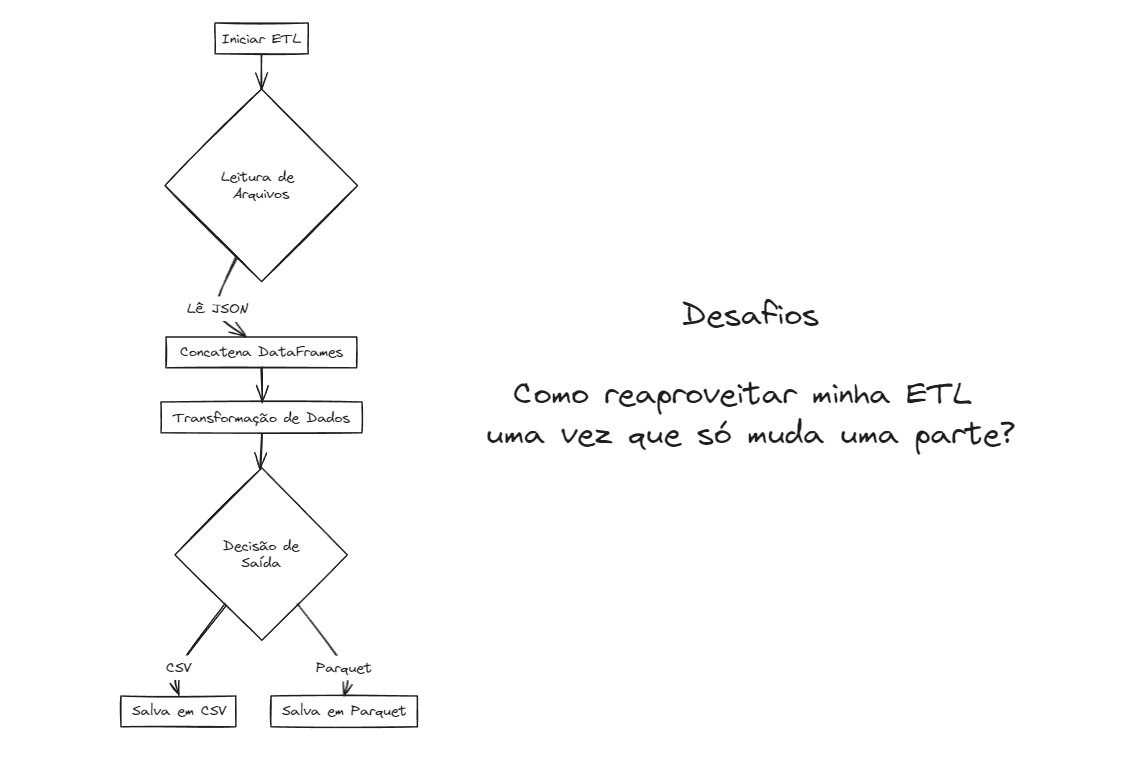 Iniciar ETL
Leitura de
Arquivos
Lê JSON
Concatena DataFrames
Transformação de Dados
Decisão de
Saída
CSV
Parquet
Salva em CSV
Salva em Parquet
Desafios
Como reaproveitar minha ETL
uma vez que só muda uma parte?